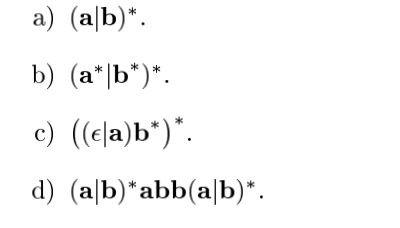 a) (a|b)*.
b) (a*|b*)*.
c) ((ϵ|a)b*)*.
d) (a|b)*abb(a|b)*.